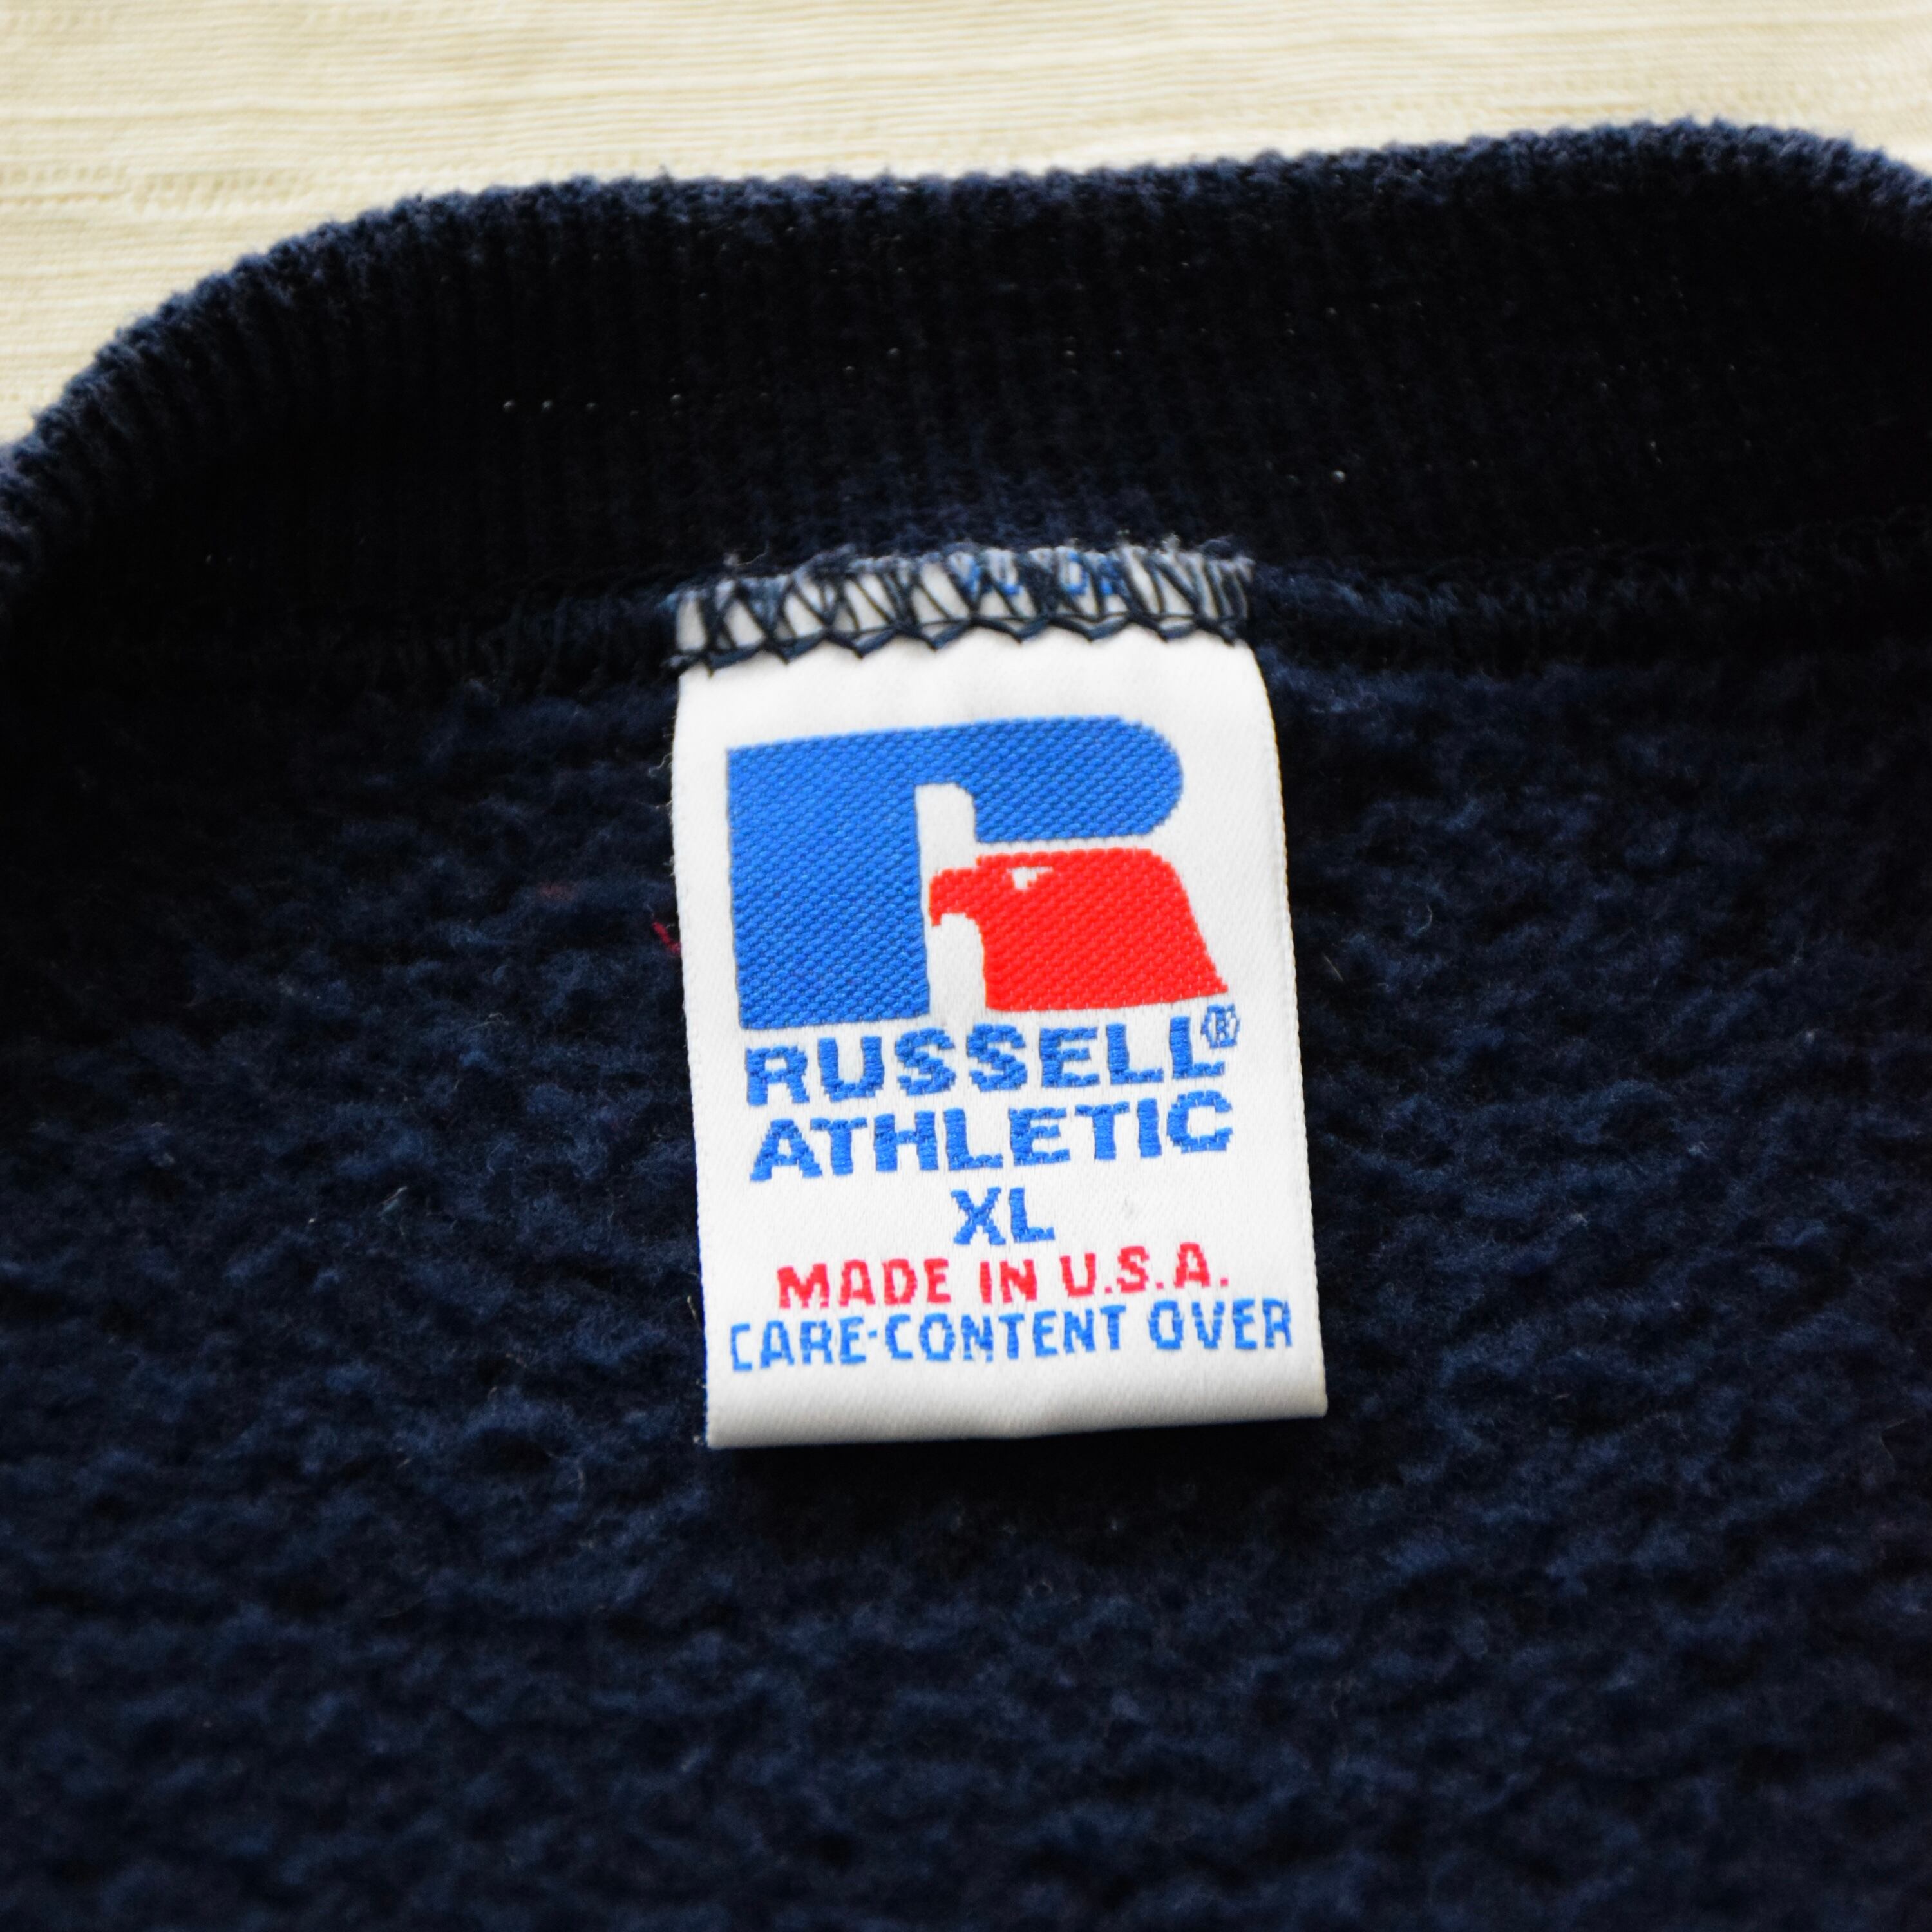 RUSSELL®
ATHLETIC
XL
MADE IN U.S.A.
CARE-CONTENT OVER